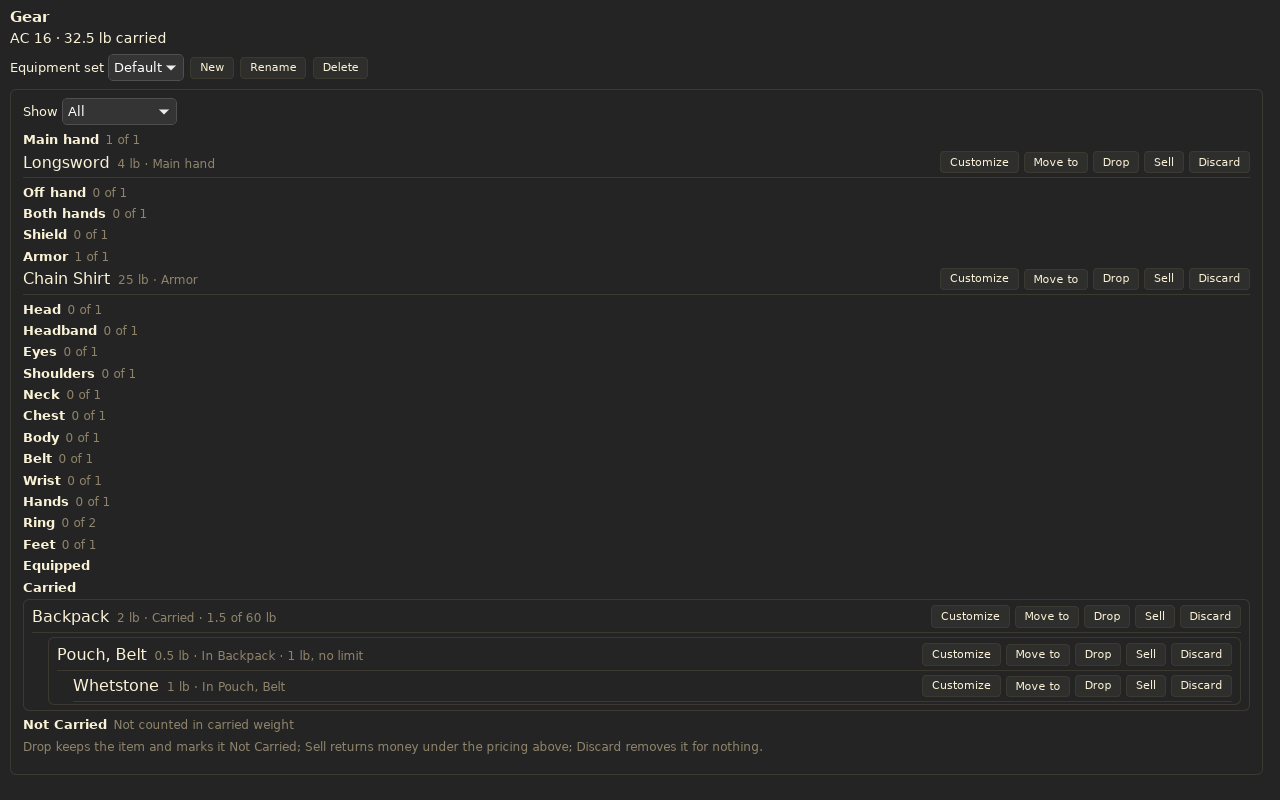 Gear
AC 16 · 32.5 lb carried
Equipment set Default New Rename Delete
Show All
Main hand 1 of 1
Longsword 4 lb · Main hand Customize Move to Drop Sell Discard
Off hand 0 of 1
Both hands 0 of 1
Shield 0 of 1
Armor 1 of 1
Chain Shirt 25 lb · Armor Customize Move to Drop Sell Discard
Head 0 of 1
Headband 0 of 1
Eyes 0 of 1
Shoulders 0 of 1
Neck 0 of 1
Chest 0 of 1
Body 0 of 1
Belt 0 of 1
Wrist 0 of 1
Hands 0 of 1
Ring 0 of 2
Feet 0 of 1
Equipped
Carried
Backpack 2 lb · Carried · 1.5 of 60 lb Customize Move to Drop Sell Discard
Pouch, Belt 0.5 lb · In Backpack · 1 lb, no limit Customize Move to Drop Sell Discard
Whetstone 1 lb · In Pouch, Belt Customize Move to Drop Sell Discard
Not Carried Not counted in carried weight
Drop keeps the item and marks it Not Carried; Sell returns money under the pricing above; Discard removes it for nothing.